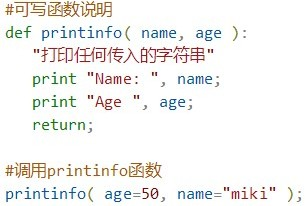 #可写函数说明
def printinfo( name, age ):
"打印任何传入的字符串"
print "Name: ", name;
print "Age ", age;
return;
#调用printinfo函数
printinfo( age=50, name="miki" );